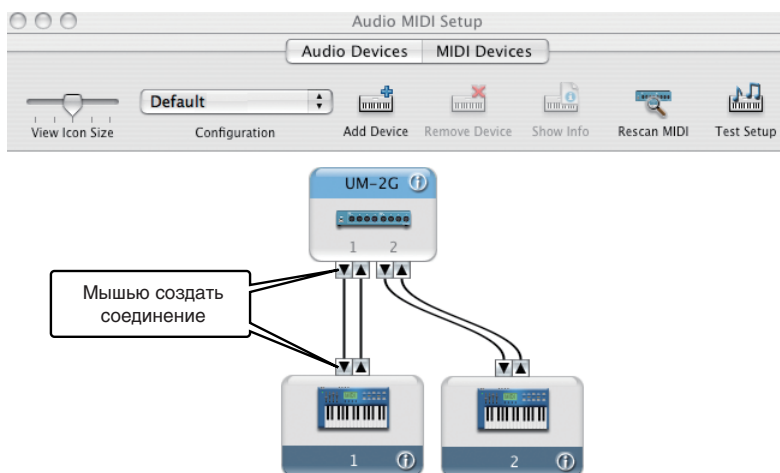 Audio MIDI Setup
Audio Devices MIDI Devices
Default
View Icon Size Configuration Add Device Remove Device Show Info Rescan MIDI Test Setup
UM-2G
1 2
Мышью создать
соединение
1 2